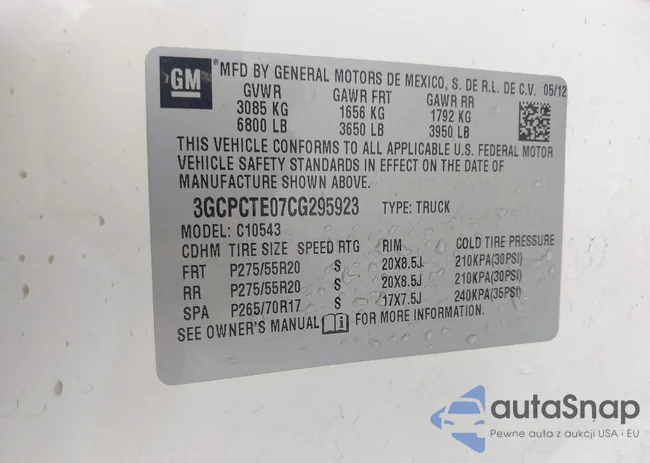 GM
MFD BY GENERAL MOTORS DE MEXICO, S. DE R.L. DE C.V. 05/12
GVWR GAWR FRT GAWR RR
3085 KG 1656 KG 1792 KG
6800 LB 3650 LB 3950 LB
THIS VEHICLE CONFORMS TO ALL APPLICABLE U.S. FEDERAL MOTOR
VEHICLE SAFETY STANDARDS IN EFFECT ON THE DATE OF
MANUFACTURE SHOWN ABOVE.
3GCPCTE07CG295923 TYPE: TRUCK
MODEL: C10543
CDHM TIRE SIZE SPEED RTG RIM COLD TIRE PRESSURE
FRT P275/55R20 S 20X8.5J 210KPA(30PSI)
RR P275/55R20 S 20X8.5J 210KPA(30PSI)
SPA P265/70R17 S 17X7.5J 240KPA(35PSI)
SEE OWNER'S MANUAL i FOR MORE INFORMATION.
autaSnap
Pewne auta z aukcji USA i EU